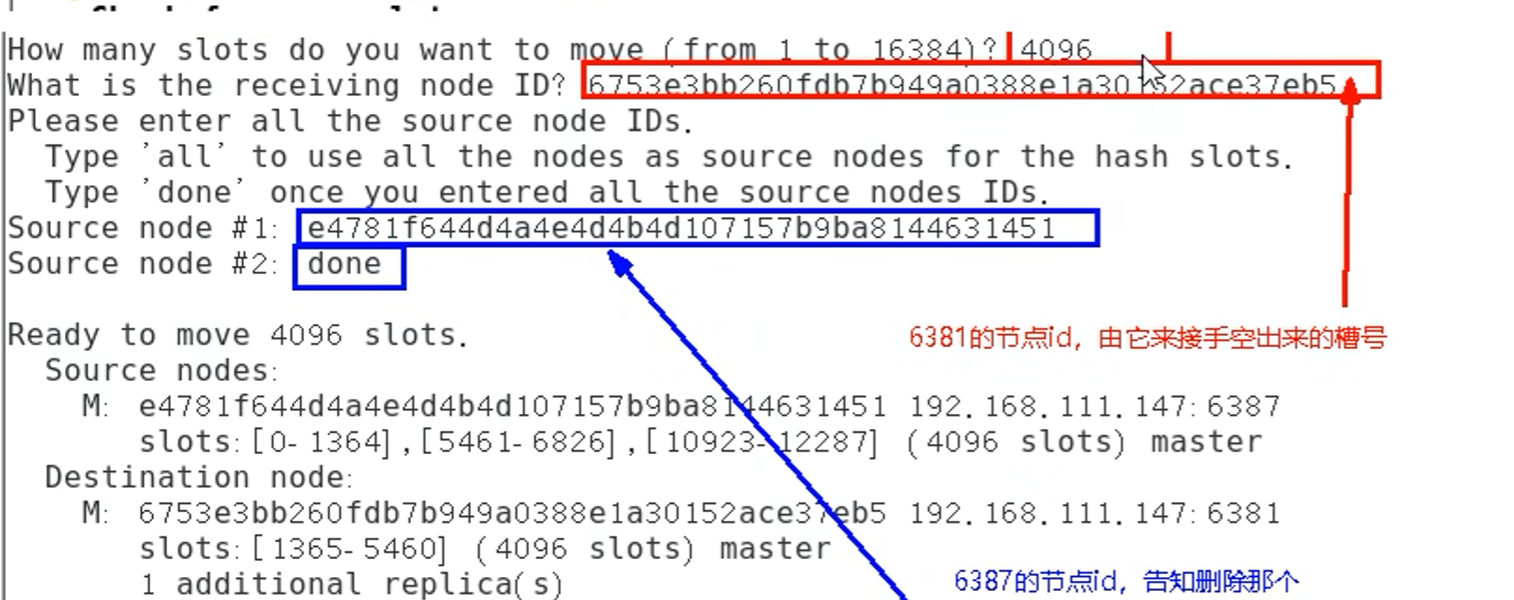 How many slots do you want to move (from 1 to 16384)? 4096
What is the receiving node ID? 6753e3bb260fdb7b949a0388e1a30152ace37eb5
Please enter all the source node IDs.
Type 'all' to use all the nodes as source nodes for the hash slots.
Type 'done' once you entered all the source nodes IDs.
Source node #1: e4781f644d4a4e4d4b4d107157b9ba8144631451
Source node #2: done
Ready to move 4096 slots.
6381的节点id，由它来接手空出来的槽号
Source nodes:
M: e4781f644d4a4e4d4b4d107157b9ba8144631451 192.168.111.147:6387
slots:[0-1364],[5461-6826],[10923-12287] (4096 slots) master
Destination node:
M: 6753e3bb260fdb7b949a0388e1a30152ace37eb5 192.168.111.147:6381
slots:[1365-5460] (4096 slots) master
1 additional replica(s)
6387的节点id，告知删除那个